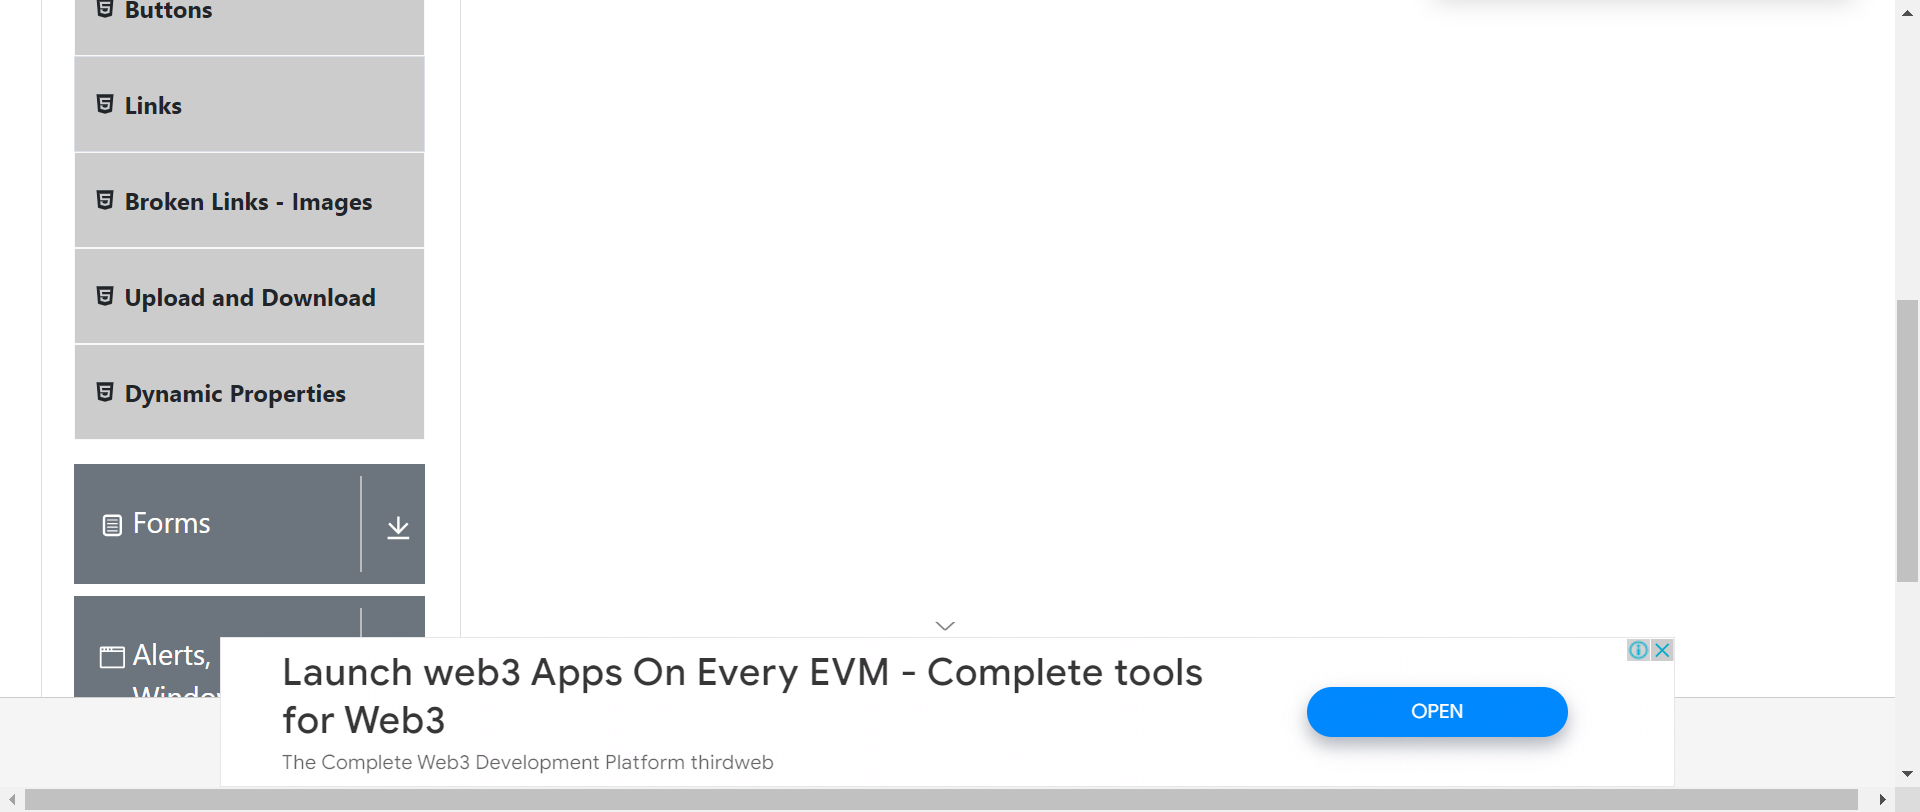 Buttons
Links
Broken Links - Images
Upload and Download
Dynamic Properties
Forms
Alerts,
Launch web3 Apps On Every EVM - Complete tools
for Web3
OPEN
The Complete Web3 Development Platform thirdweb